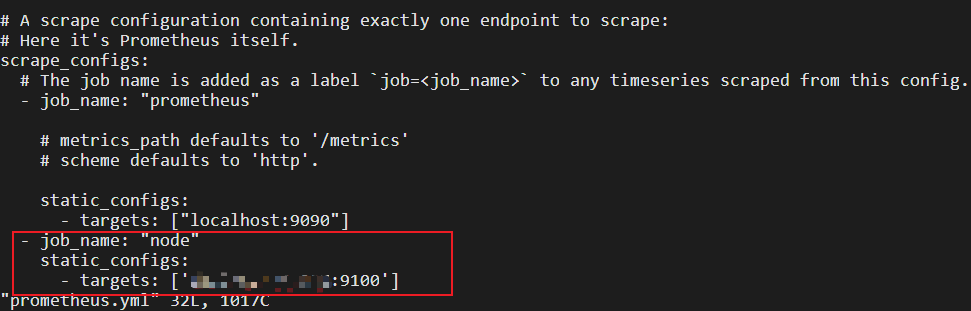 # A scrape configuration containing exactly one endpoint to scrape:
# Here it's Prometheus itself.
scrape_configs:
  # The job name is added as a label `job=<job_name>` to any timeseries scraped from this config.
  - job_name: "prometheus"

    # metrics_path defaults to '/metrics'
    # scheme defaults to 'http'.

    static_configs:
      - targets: ["localhost:9090"]
  - job_name: "node"
    static_configs:
      - targets: [' :9100']
"prometheus.yml" 32L, 1017C